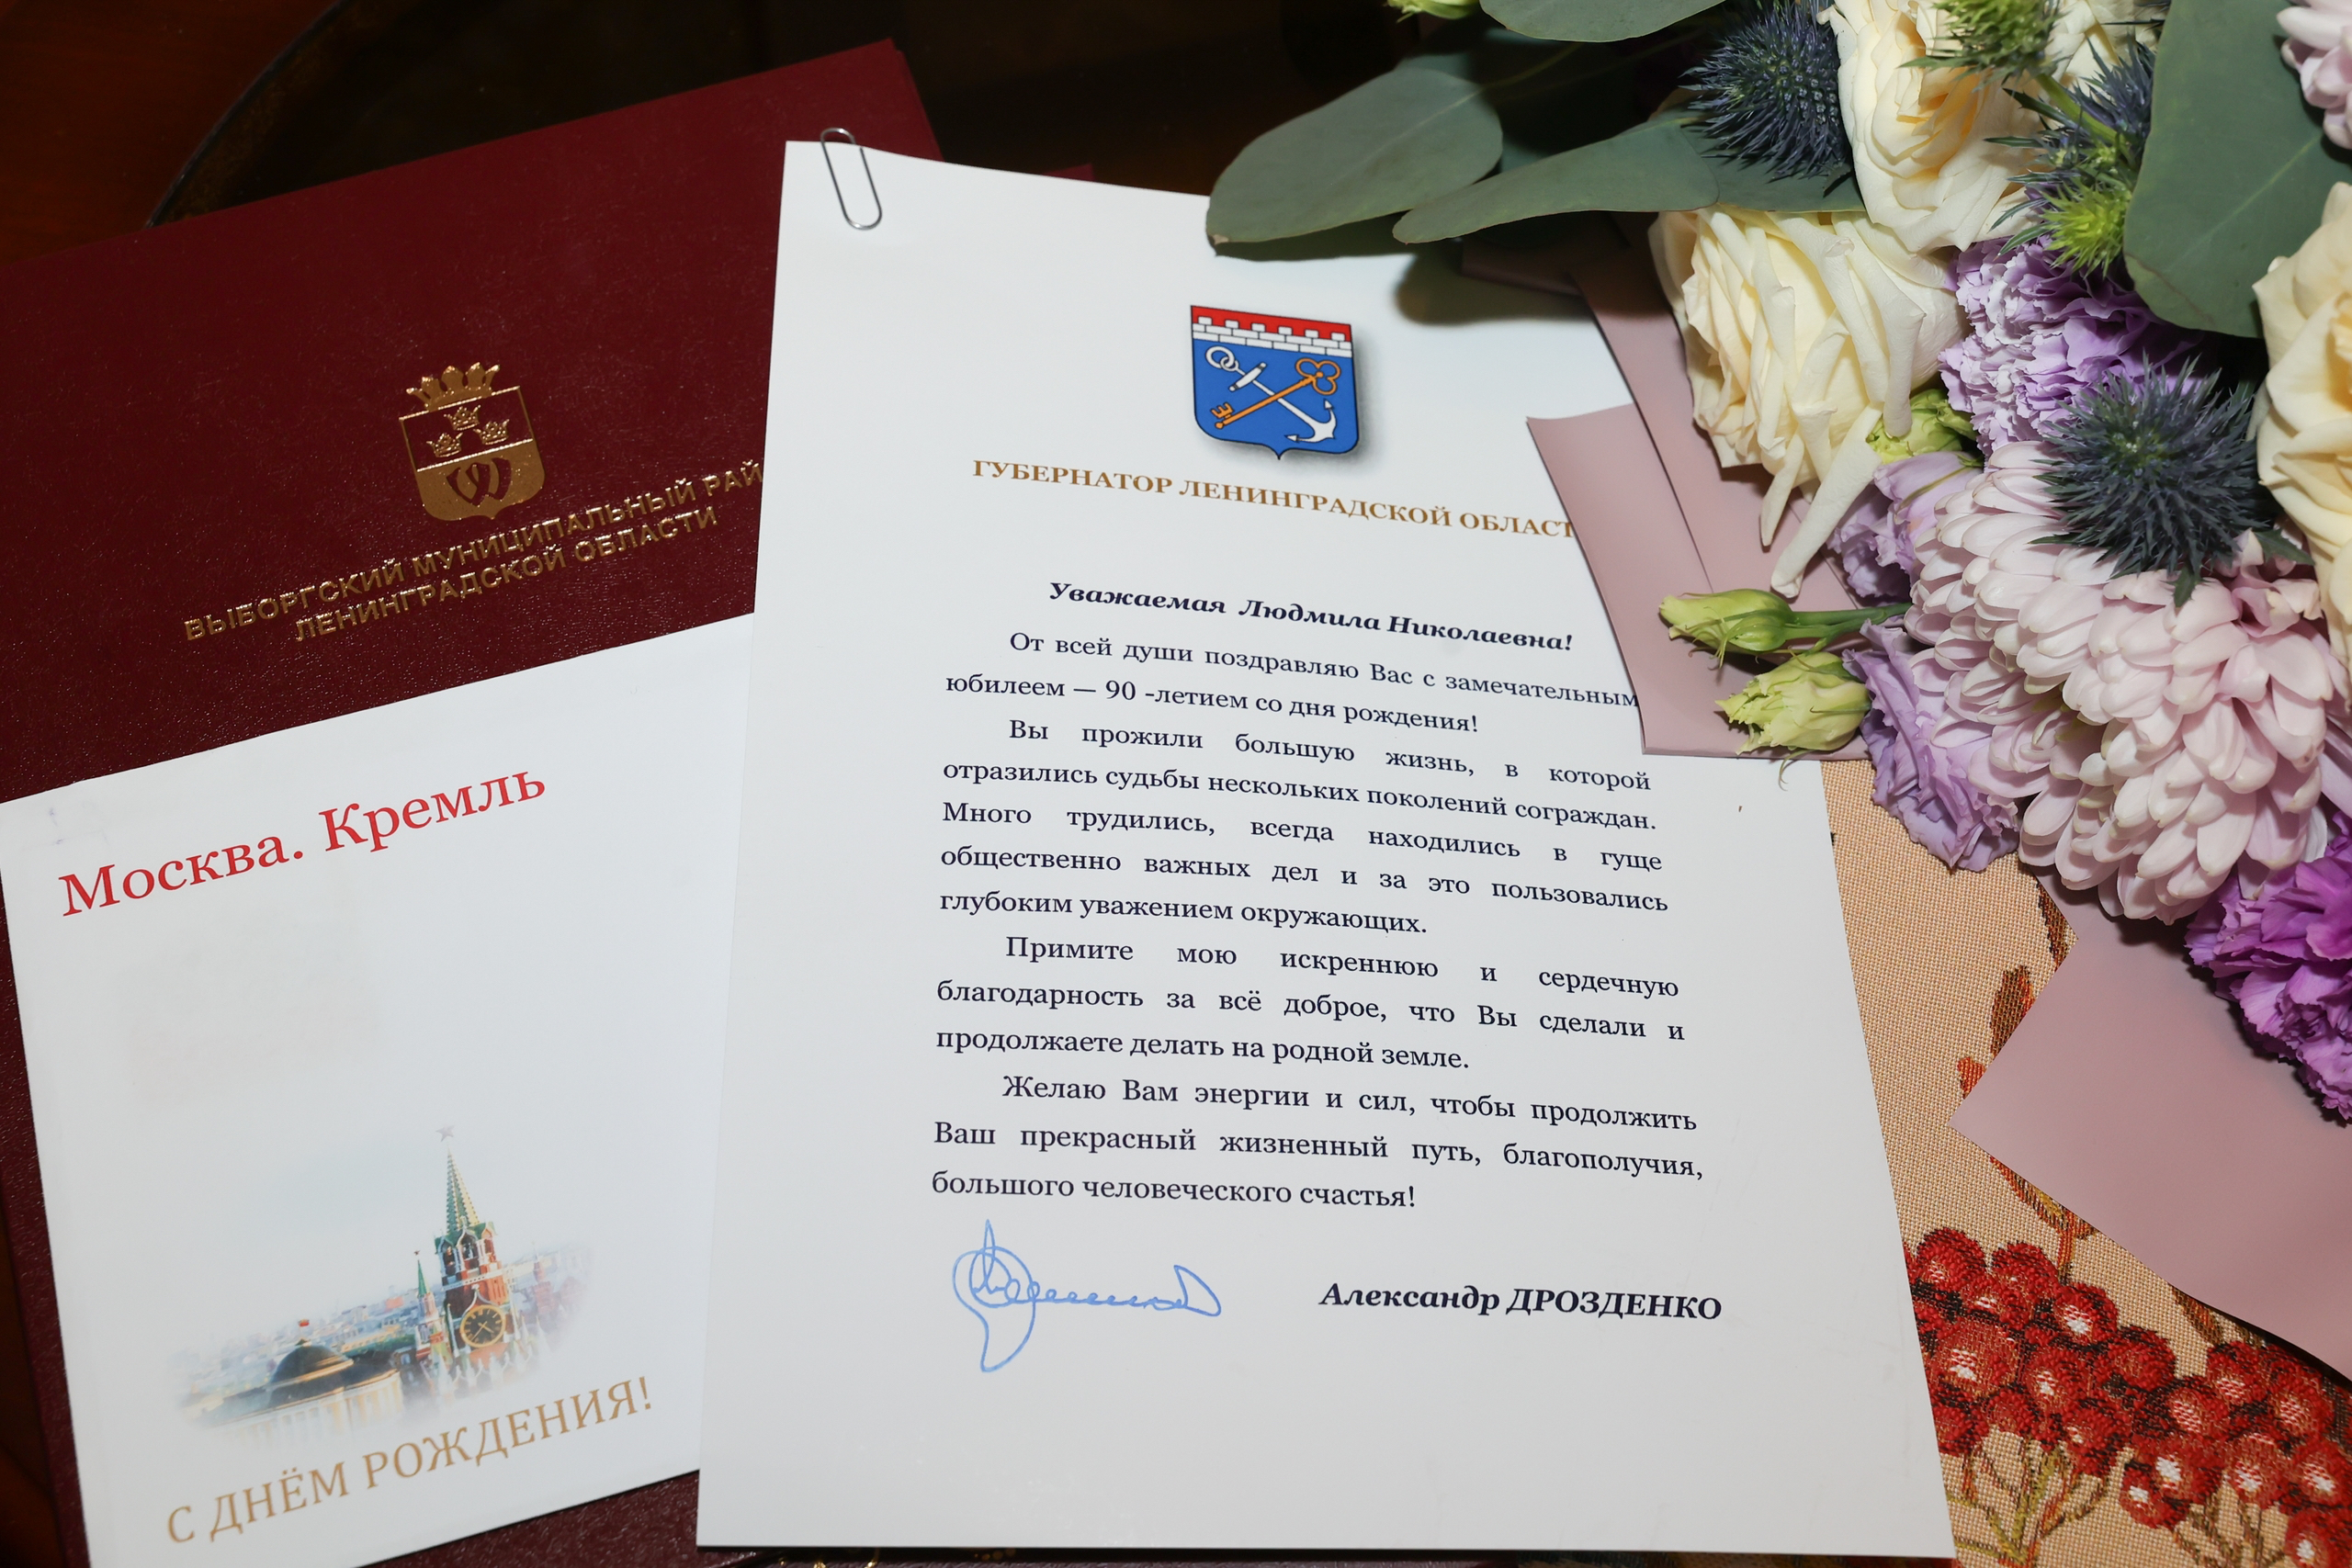 ВЫБОРГСКИЙ МУНИЦИПАЛЬНЫЙ
ЛЕНИНГРАДСКОЙ ОБЛАСТИ
Москва. Кремль
С ДНЁМ РОЖДЕНИЯ!
ГУБЕРНАТОР ЛЕНИНГРАДСКОЙ
Уважаемая Людмила Николаевна!
От всей души поздравляю Вас с замечательным
юбилеем — 90 -летием со дня рождения!
Вы прожили большую жизнь, в которой
отразились судьбы нескольких поколений сограждан.
Много трудились, всегда находились в гуще
общественно важных дел и за это пользовались
глубоким уважением окружающих.
Примите мою искреннюю и сердечную
благодарность за всё доброе, что Вы сделали и
продолжаете делать на родной земле.
Желаю Вам энергии и сил, чтобы продолжить
Ваш прекрасный жизненный путь, благополучия,
большого человеческого счастья!
Александр ДРОЗДЕНКО